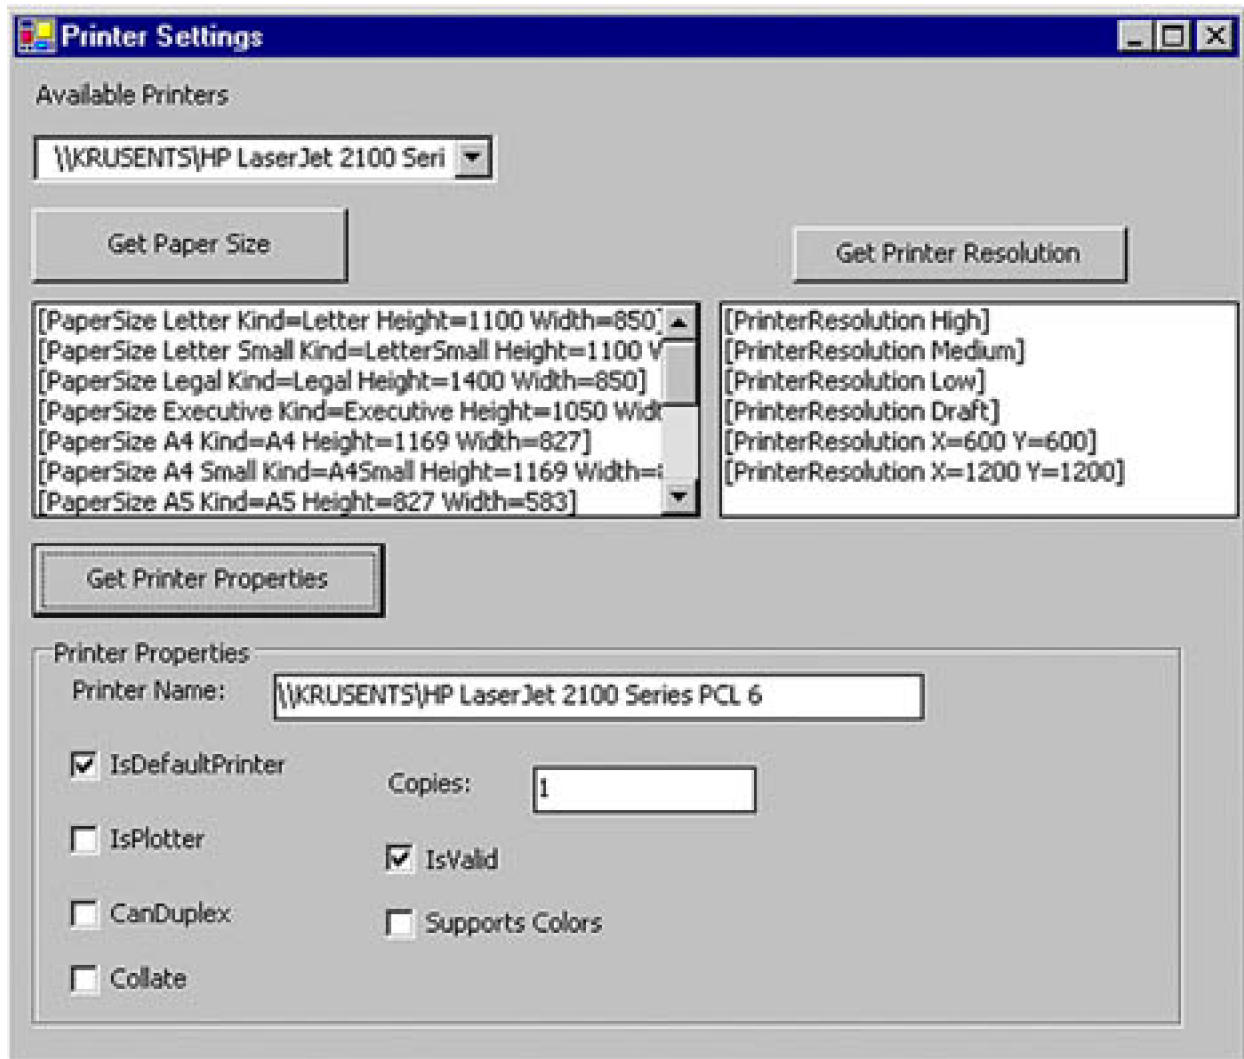 Printer Settings
Available Printers
\\KRUSENTS\HP LaserJet 2100 Seri
Get Paper Size
Get Printer Resolution
[PaperSize Letter Kind=Letter Height=1100 Width=850]
[PaperSize Letter Small Kind=LetterSmall Height=1100
[PaperSize Legal Kind=Legal Height=1400 Width=850]
[PaperSize Executive Kind=Executive Height=1050 Widt
[PaperSize A4 Kind=A4 Height=1169 Width=827]
[PaperSize A4 Small Kind=A4Small Height=1169 Width=
[PaperSize A5 Kind=A5 Height=827 Width=583]
[PrinterResolution High]
[PrinterResolution Medium]
[PrinterResolution Low]
[PrinterResolution Draft]
[PrinterResolution X=600 Y=600]
[PrinterResolution X=1200 Y=1200]
Get Printer Properties
Printer Properties
Printer Name: \\KRUSENTS\HP LaserJet 2100 Series PCL 6
IsDefaultPrinter
Copies: 1
IsPlotter
IsValid
CanDuplex
Supports Colors
Collate